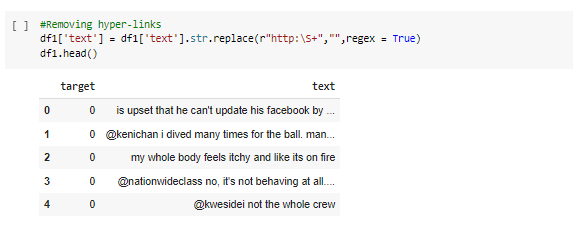 [ ] #Removing hyper-links
df1['text'] = df1['text'].str.replace(r"http:\S+","",regex = True)
df1.head()
target text
0 0 is upset that he can't update his facebook by ...
1 0 @kenichan i dived many times for the ball. man...
2 0 my whole body feels itchy and like its on fire
3 0 @nationwideclass no, it's not behaving at all....
4 0 @kwesidei not the whole crew